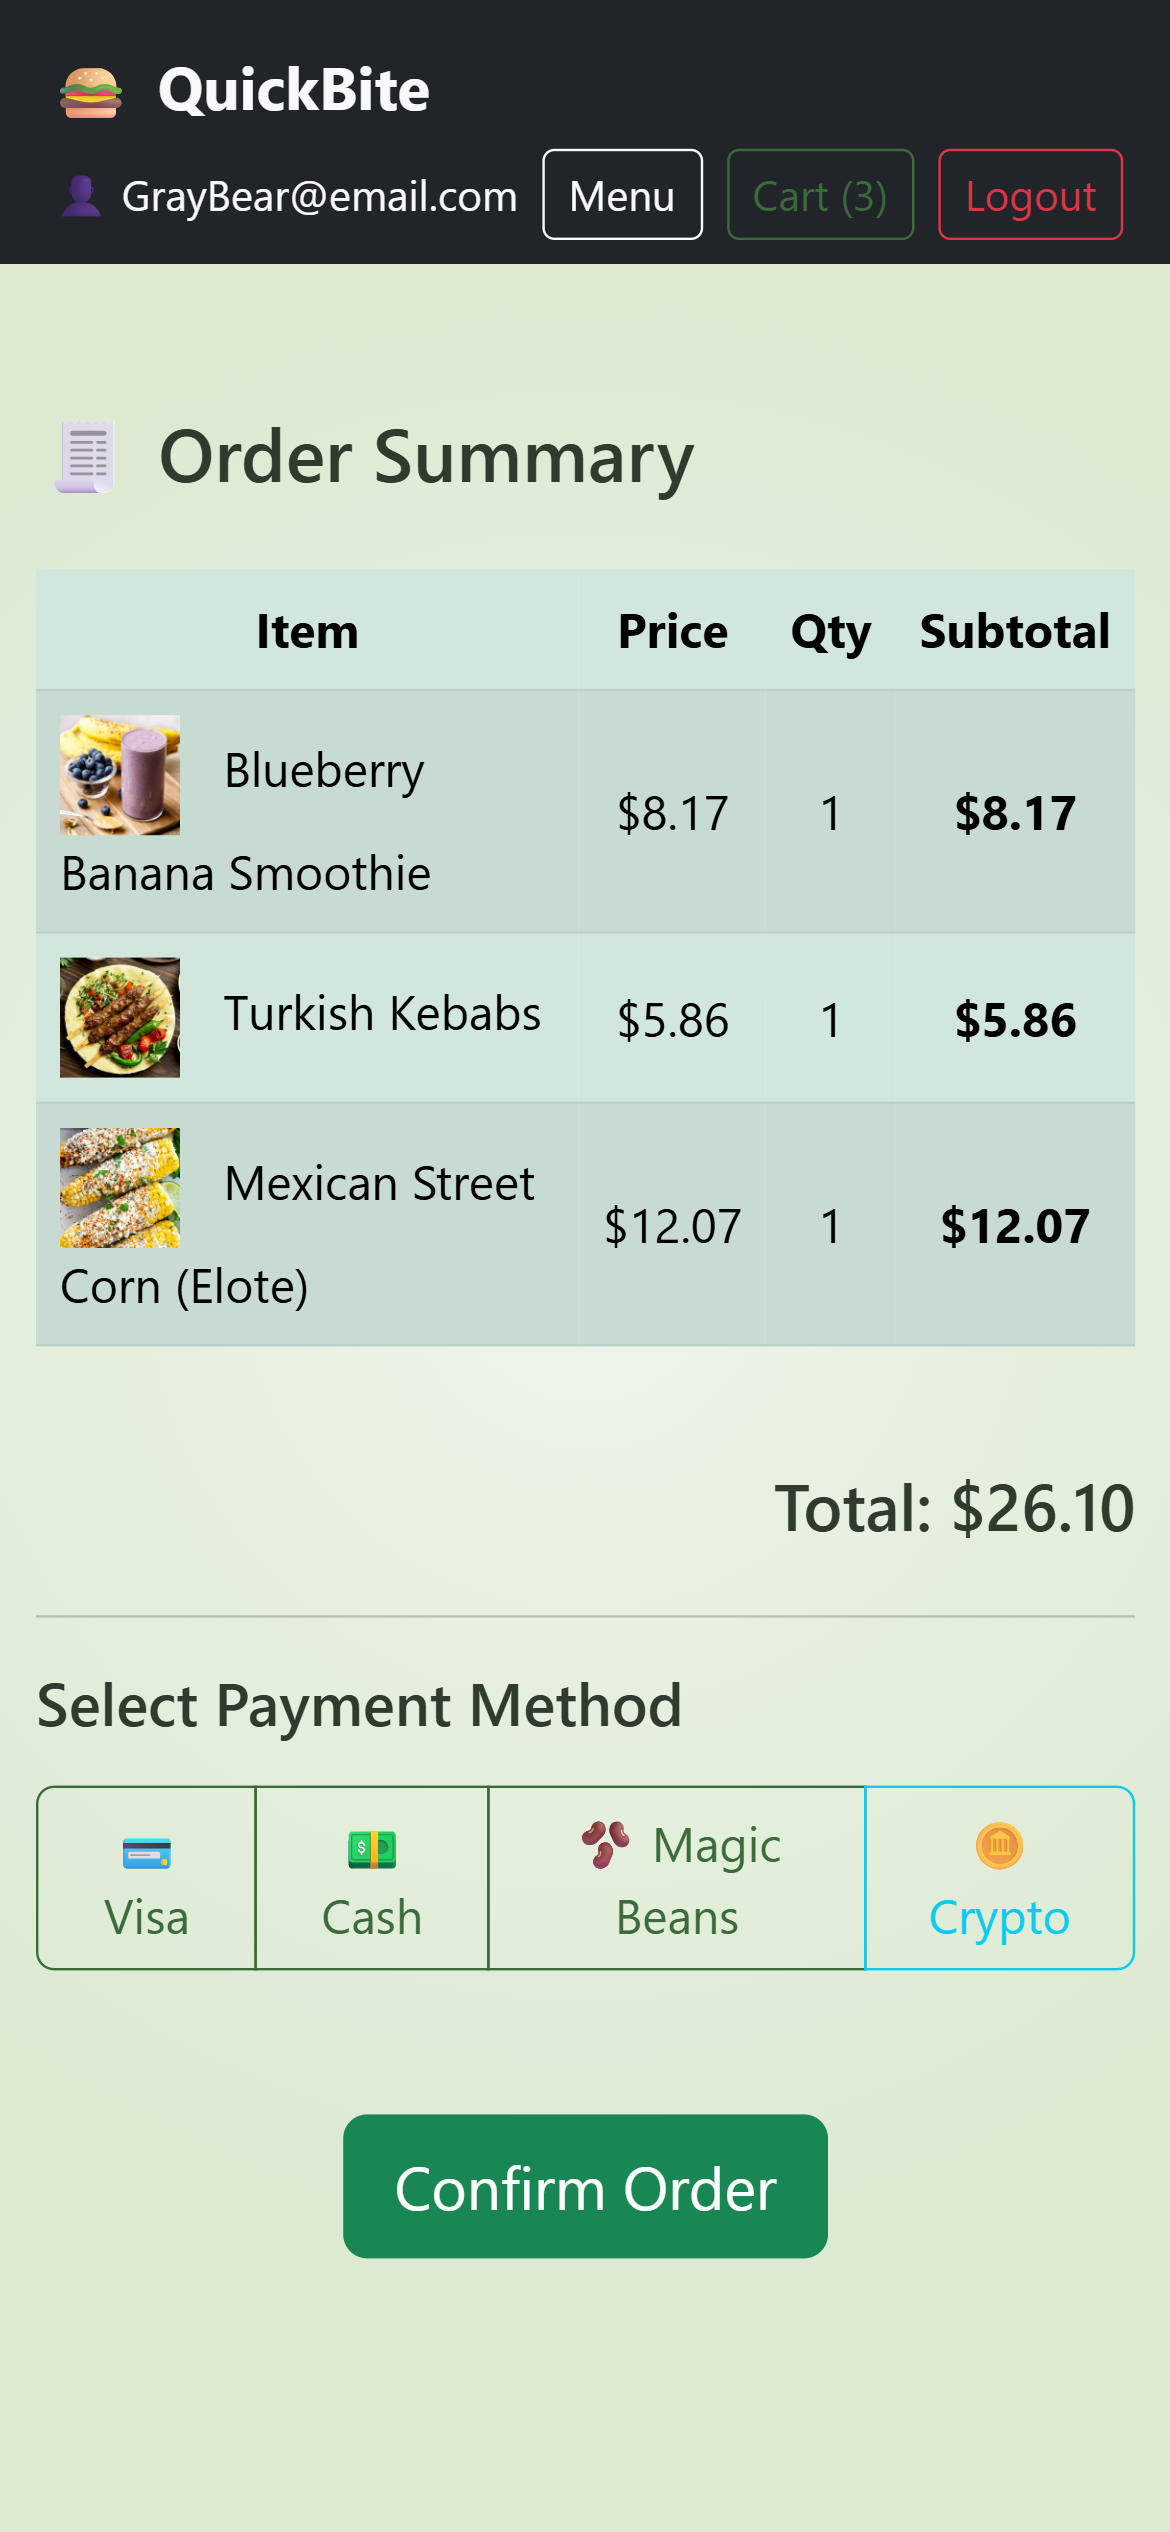 QuickBite
GrayBear@email.com Menu Cart (3) Logout
Order Summary
Item Price Qty Subtotal
Blueberry
Banana Smoothie
$8.17 1 $8.17
Turkish Kebabs $5.86 1 $5.86
Mexican Street
Corn (Elote)
$12.07 1 $12.07
Total: $26.10
Select Payment Method
Visa
Cash
Magic
Beans
Crypto
Confirm Order